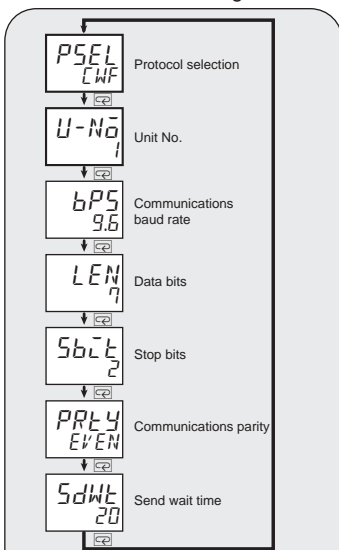 PSEL
CWF
Protocol selection
U-No
1
Unit No.
bPS
9.6
Communications
baud rate
LEN
7
Data bits
SbIt
2
Stop bits
PRtY
EVEN
Communications parity
SdWt
20
Send wait time